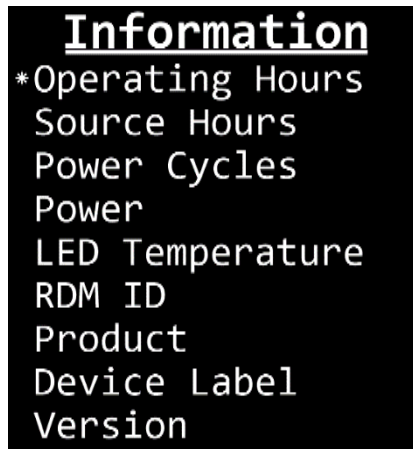 Information
*Operating Hours
Source Hours
Power Cycles
Power
LED Temperature
RDM ID
Product
Device Label
Version